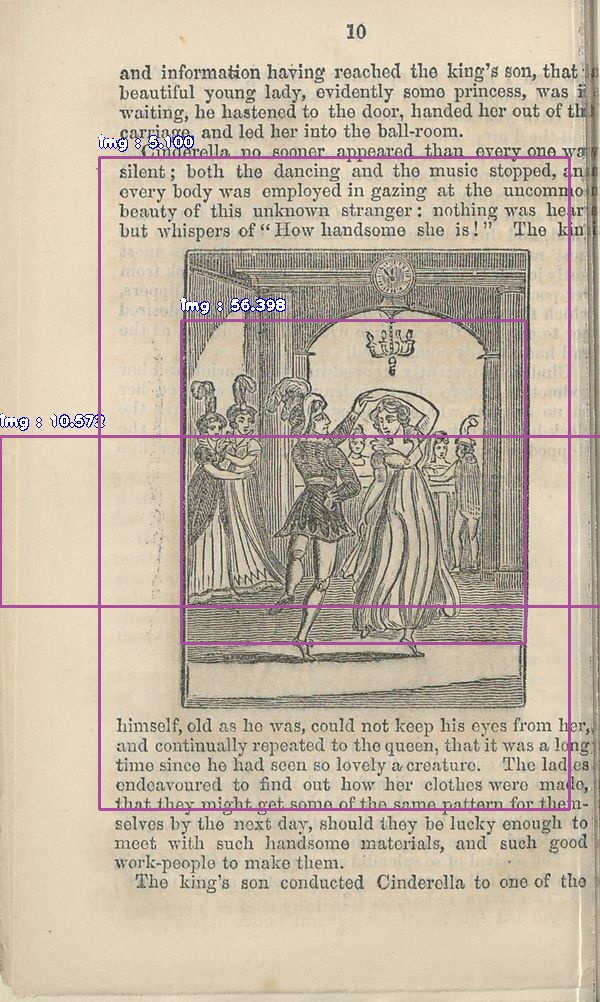 10
and information having reached the king's son, that
beautiful young lady, evidently some princess, was
waiting, he hastened to the door, handed her out of
carriage, and led her into the ball-room.
img : 5.100
Cinderella no sooner appeared than every one
silent; both the dancing and the music stopped,
every body was employed in gazing at the
beauty of this unknown stranger: nothing was
but whispers of "How handsome she is!" The
img : 56.398
img : 10.573
himself, old as he was, could not keep his eyes from her,
and continually repeated to the queen, that it was a long
time since he had seen so lovely a creature. The ladies
endeavoured to find out how her clothes were made,
that they might get some of the same pattern for them-
selves by the next day, should they be lucky enough to
meet with such handsome materials, and such good
work-people to make them.
The king's son conducted Cinderella to one of the